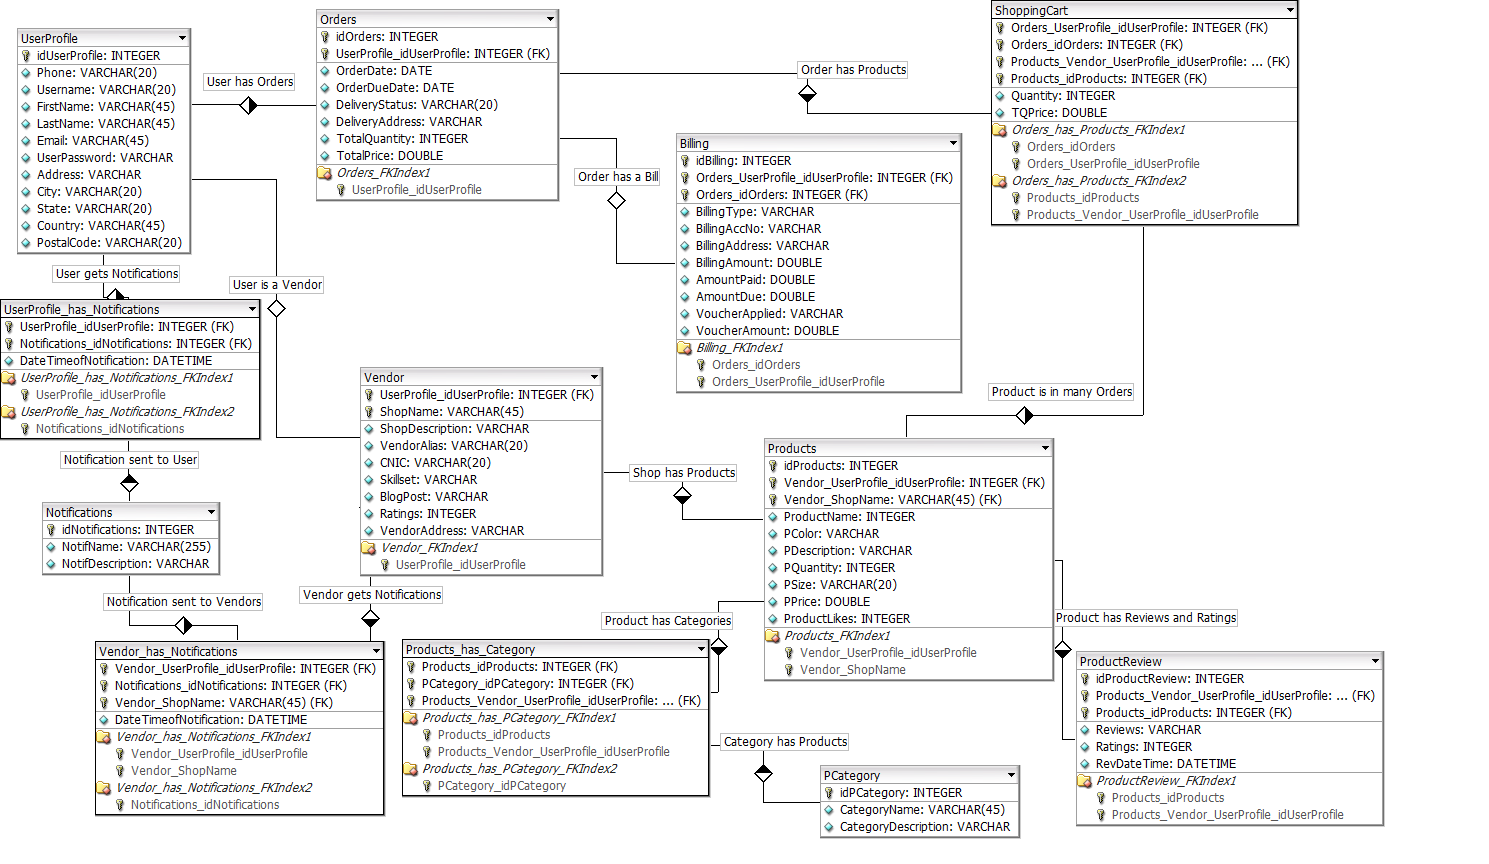 UserProfile
idUserProfile: INTEGER
Phone: VARCHAR(20)
Username: VARCHAR(20)
FirstName: VARCHAR(45)
LastName: VARCHAR(45)
Email: VARCHAR(45)
UserPassword: VARCHAR
Address: VARCHAR
City: VARCHAR(20)
State: VARCHAR(20)
Country: VARCHAR(45)
PostalCode: VARCHAR(20)
User has Orders
Orders
idOrders: INTEGER
UserProfile_idUserProfile: INTEGER (FK)
OrderDate: DATE
OrderDueDate: DATE
DeliveryStatus: VARCHAR(20)
DeliveryAddress: VARCHAR
TotalQuantity: INTEGER
TotalPrice: DOUBLE
Orders_FKIndex1
UserProfile_idUserProfile
Order has Products
ShoppingCart
Orders_UserProfile_idUserProfile: INTEGER (FK)
Orders_idOrders: INTEGER (FK)
Products_Vendor_UserProfile_idUserProfile: ... (FK)
Products_idProducts: INTEGER (FK)
Quantity: INTEGER
TQPrice: DOUBLE
Orders_has_Products_FKIndex1
Orders_idOrders
Orders_UserProfile_idUserProfile
Orders_has_Products_FKIndex2
Products_idProducts
Products_Vendor_UserProfile_idUserProfile
Order has a Bill
Billing
idBilling: INTEGER
Orders_UserProfile_idUserProfile: INTEGER (FK)
Orders_idOrders: INTEGER (FK)
BillingType: VARCHAR
BillingAccNo: VARCHAR
BillingAddress: VARCHAR
BillingAmount: DOUBLE
AmountPaid: DOUBLE
AmountDue: DOUBLE
VoucherApplied: VARCHAR
VoucherAmount: DOUBLE
Billing_FKIndex1
Orders_idOrders
Orders_UserProfile_idUserProfile
User gets Notifications
User is a Vendor
UserProfile_has_Notifications
UserProfile_idUserProfile: INTEGER (FK)
Notifications_idNotifications: INTEGER (FK)
DateTimeofNotification: DATETIME
UserProfile_has_Notifications_FKIndex1
UserProfile_idUserProfile
UserProfile_has_Notifications_FKIndex2
Notifications_idNotifications
Notification sent to User
Notifications
idNotifications: INTEGER
NotifName: VARCHAR(255)
NotifDescription: VARCHAR
Notification sent to Vendors
Vendor
UserProfile_idUserProfile: INTEGER (FK)
ShopName: VARCHAR(45)
ShopDescription: VARCHAR
VendorAlias: VARCHAR(20)
CNIC: VARCHAR(20)
Skillset: VARCHAR
BlogPost: VARCHAR
Ratings: INTEGER
VendorAddress: VARCHAR
Vendor_FKIndex1
UserProfile_idUserProfile
Vendor gets Notifications
Vendor_has_Notifications
Vendor_UserProfile_idUserProfile: INTEGER (FK)
Notifications_idNotifications: INTEGER (FK)
Vendor_ShopName: VARCHAR(45) (FK)
DateTimeofNotification: DATETIME
Vendor_has_Notifications_FKIndex1
Vendor_UserProfile_idUserProfile
Vendor_ShopName
Vendor_has_Notifications_FKIndex2
Notifications_idNotifications
Shop has Products
Product is in many Orders
Products
idProducts: INTEGER
Vendor_UserProfile_idUserProfile: INTEGER (FK)
Vendor_ShopName: VARCHAR(45) (FK)
ProductName: INTEGER
PColor: VARCHAR
PDescription: VARCHAR
PQuantity: INTEGER
PSize: VARCHAR(20)
PPrice: DOUBLE
ProductLikes: INTEGER
Products_FKIndex1
Vendor_UserProfile_idUserProfile
Vendor_ShopName
Product has Categories
Products_has_Category
Products_idProducts: INTEGER (FK)
PCategory_idPCategory: INTEGER (FK)
Products_Vendor_UserProfile_idUserProfile: ... (FK)
Products_has_PCategory_FKIndex1
Products_idProducts
Products_Vendor_UserProfile_idUserProfile
Products_has_PCategory_FKIndex2
PCategory_idPCategory
Category has Products
PCategory
idPCategory: INTEGER
CategoryName: VARCHAR(45)
CategoryDescription: VARCHAR
Product has Reviews and Ratings
ProductReview
idProductReview: INTEGER
Products_Vendor_UserProfile_idUserProfile: ... (FK)
Products_idProducts: INTEGER (FK)
Reviews: VARCHAR
Ratings: INTEGER
RevDateTime: DATETIME
ProductReview_FKIndex1
Products_idProducts
Products_Vendor_UserProfile_idUserProfile